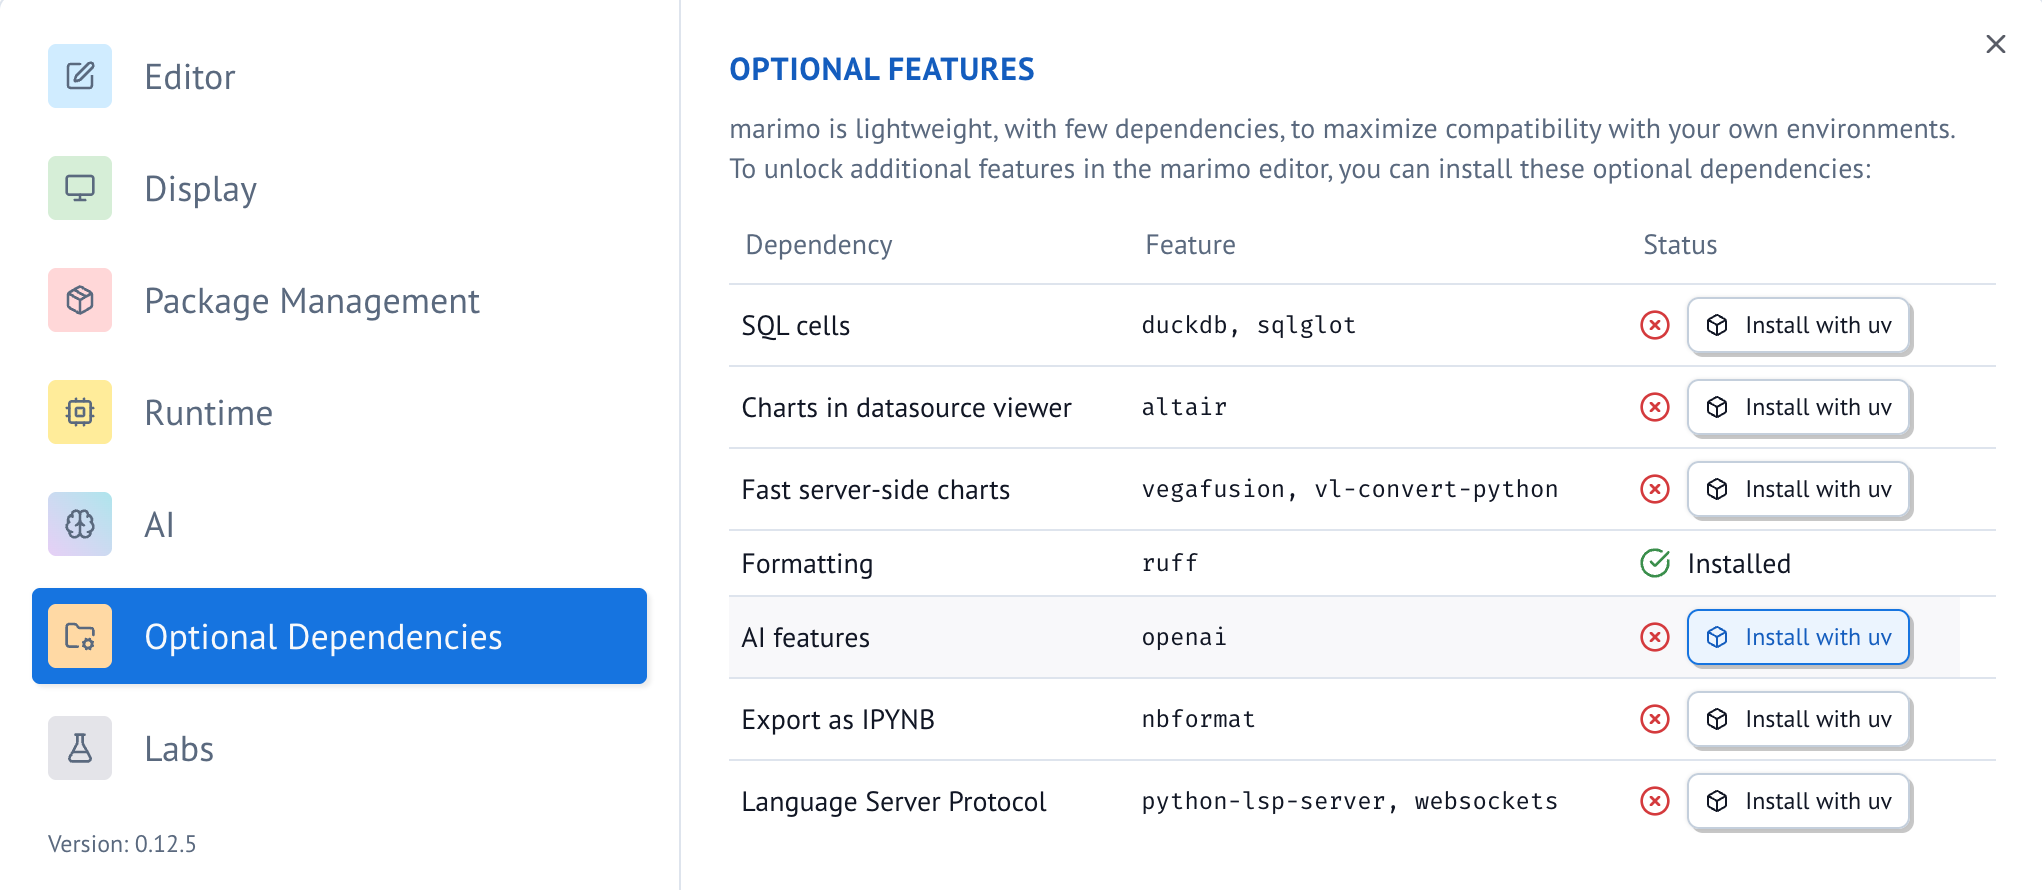 Editor
Display
Package Management
Runtime
AI
Optional Dependencies
Labs
Version: 0.12.5
OPTIONAL FEATURES
marimo is lightweight, with few dependencies, to maximize compatibility with your own environments.
To unlock additional features in the marimo editor, you can install these optional dependencies:
Dependency Feature Status
SQL cells duckdb, sqlglot Install with uv
Charts in datasource viewer altair Install with uv
Fast server-side charts vegafusion, vl-convert-python Install with uv
Formatting ruff Installed
AI features openai Install with uv
Export as IPYNB nbformat Install with uv
Language Server Protocol python-lsp-server, websockets Install with uv